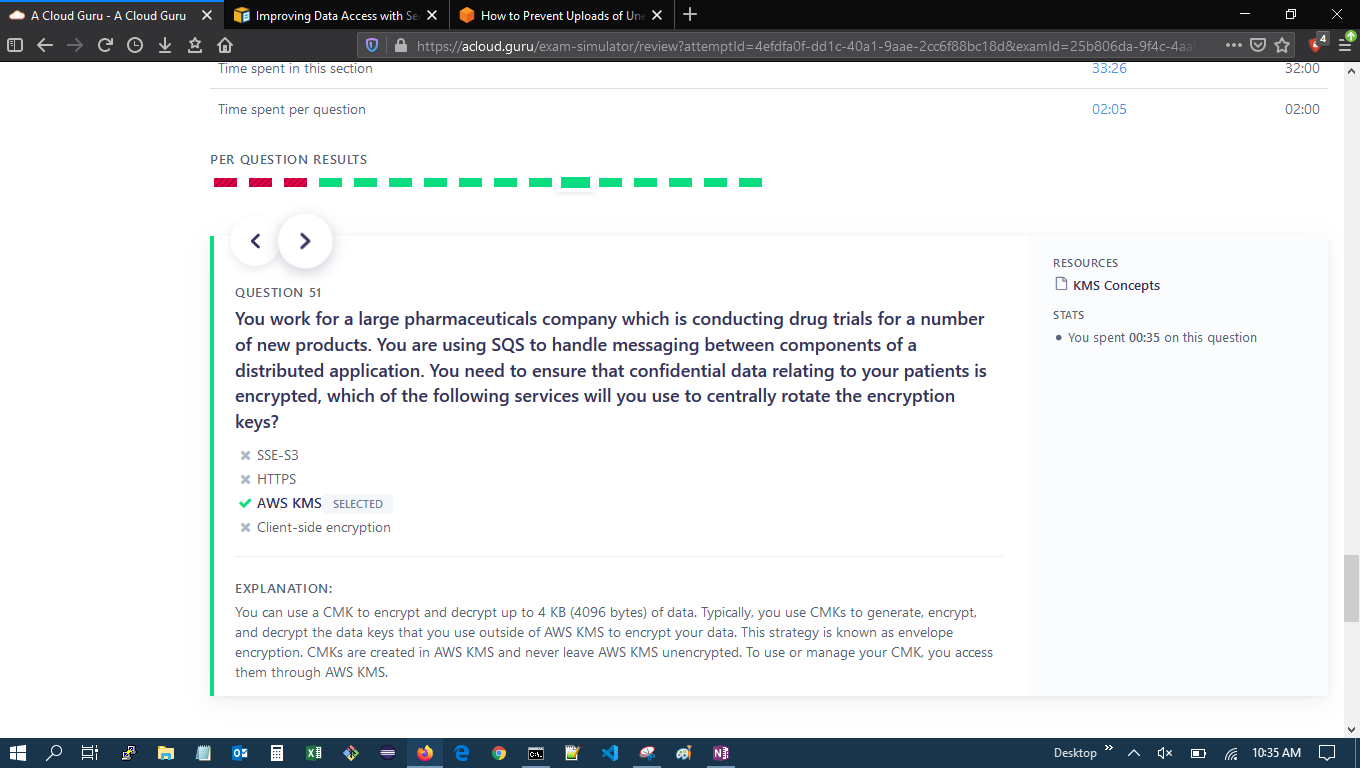 A Cloud Guru - A Cloud Guru
Improving Data Access with Se
How to Prevent Uploads of Une
https://acloud.guru/exam-simulator/review?attemptId=4efdfa0f-dd1c-40a1-9aae-2cc6f88bc18d&examId=25b806da-9f4c-4aa
4
Time spent in this section 33:26 32:00
Time spent per question 02:05 02:00
PER QUESTION RESULTS
QUESTION 51
You work for a large pharmaceuticals company which is conducting drug trials for a number
of new products. You are using SQS to handle messaging between components of a
distributed application. You need to ensure that confidential data relating to your patients is
encrypted, which of the following services will you use to centrally rotate the encryption
keys?
SSE-S3
HTTPS
AWS KMS SELECTED
Client-side encryption
EXPLANATION:
You can use a CMK to encrypt and decrypt up to 4 KB (4096 bytes) of data. Typically, you use CMKs to generate, encrypt,
and decrypt the data keys that you use outside of AWS KMS to encrypt your data. This strategy is known as envelope
encryption. CMKs are created in AWS KMS and never leave AWS KMS unencrypted. To use or manage your CMK, you access
them through AWS KMS.
RESOURCES
KMS Concepts
STATS
You spent 00:35 on this question
Desktop
10:35 AM